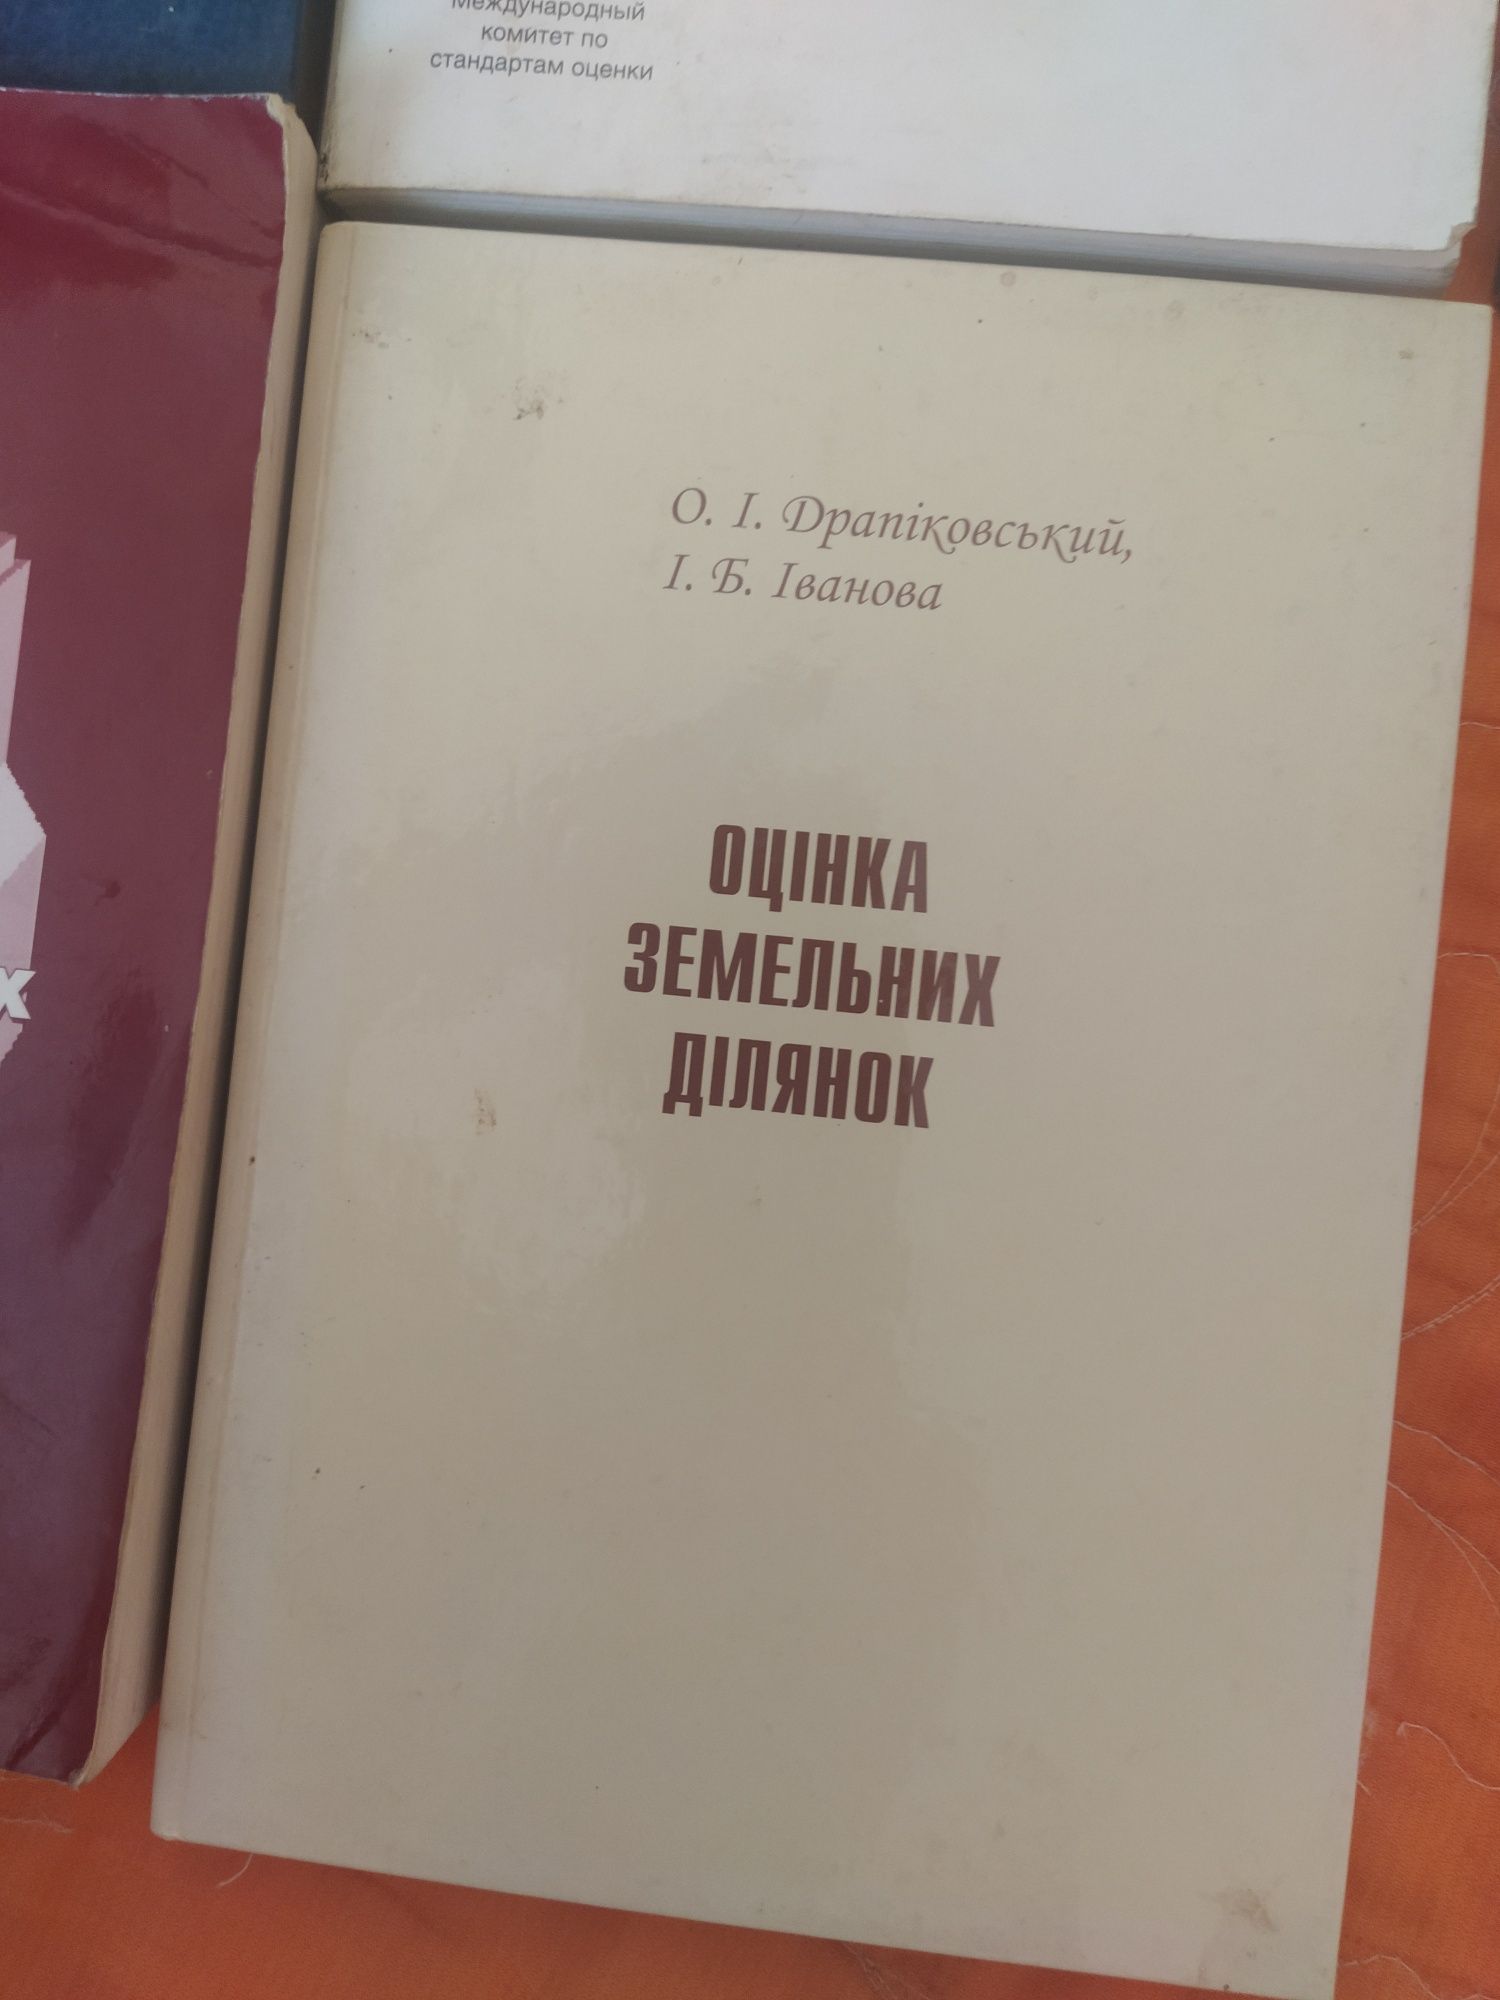 Международный
комитет по
стандартам оценки
О. І. Драпіковський,
І. Б. Іванова
ОЦІНКА
ЗЕМЕЛЬНИХ
ДІЛЯНОК
х